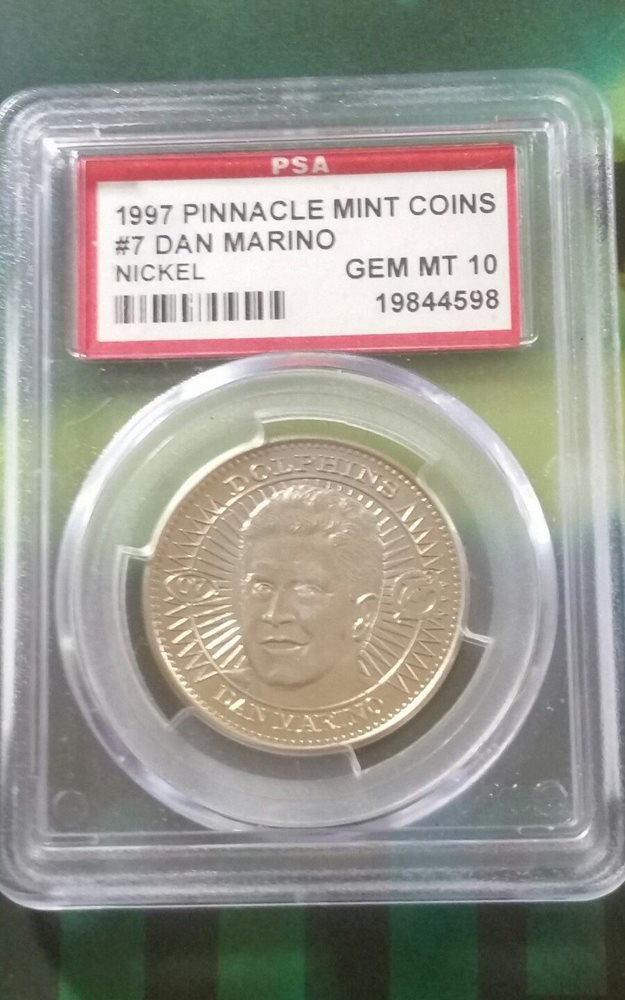 PSA
1997 PINNACLE MINT COINS
#7 DAN MARINO
NICKEL GEM MT 10
19844598
DOLPHINS
DAN MARINO